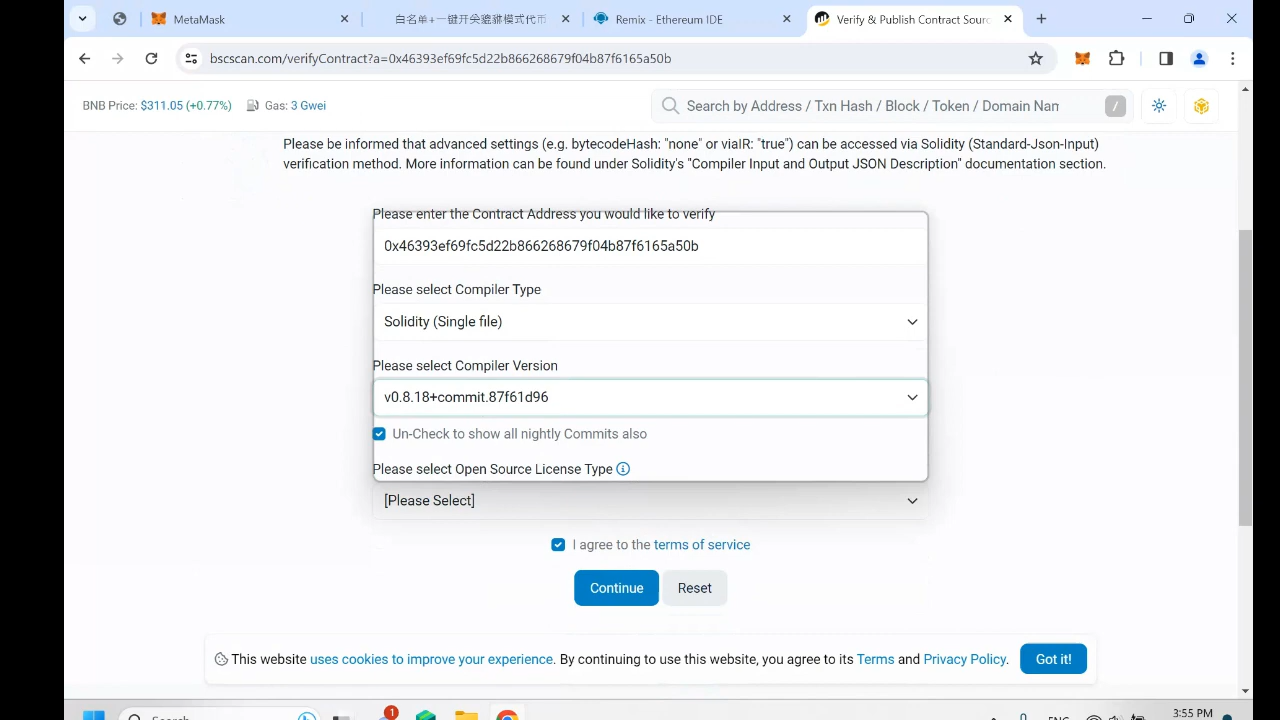 MetaMask
白名单+一键开尖貔貅模式代币
Remix - Ethereum IDE
Verify & Publish Contract Sourc
bscscan.com/verifyContract?a=0x46393ef69fc5d22b866268679f04b87f6165a50b
BNB Price: $311.05 (+0.77%)
Gas: 3 Gwei
Search by Address / Txn Hash / Block / Token / Domain Nam
/
Please be informed that advanced settings (e.g. bytecodeHash: "none" or viaIR: "true") can be accessed via Solidity (Standard-Json-Input)
verification method. More information can be found under Solidity's "Compiler Input and Output JSON Description" documentation section.
Please enter the Contract Address you would like to verify
0x46393ef69fc5d22b866268679f04b87f6165a50b
Please select Compiler Type
Solidity (Single file)
Please select Compiler Version
v0.8.18+commit.87f61d96
Un-Check to show all nightly Commits also
Please select Open Source License Type
[Please Select]
I agree to the terms of service
Continue
Reset
This website uses cookies to improve your experience. By continuing to use this website, you agree to its Terms and Privacy Policy.
Got it!
Search
1
ENG
3:55 PM